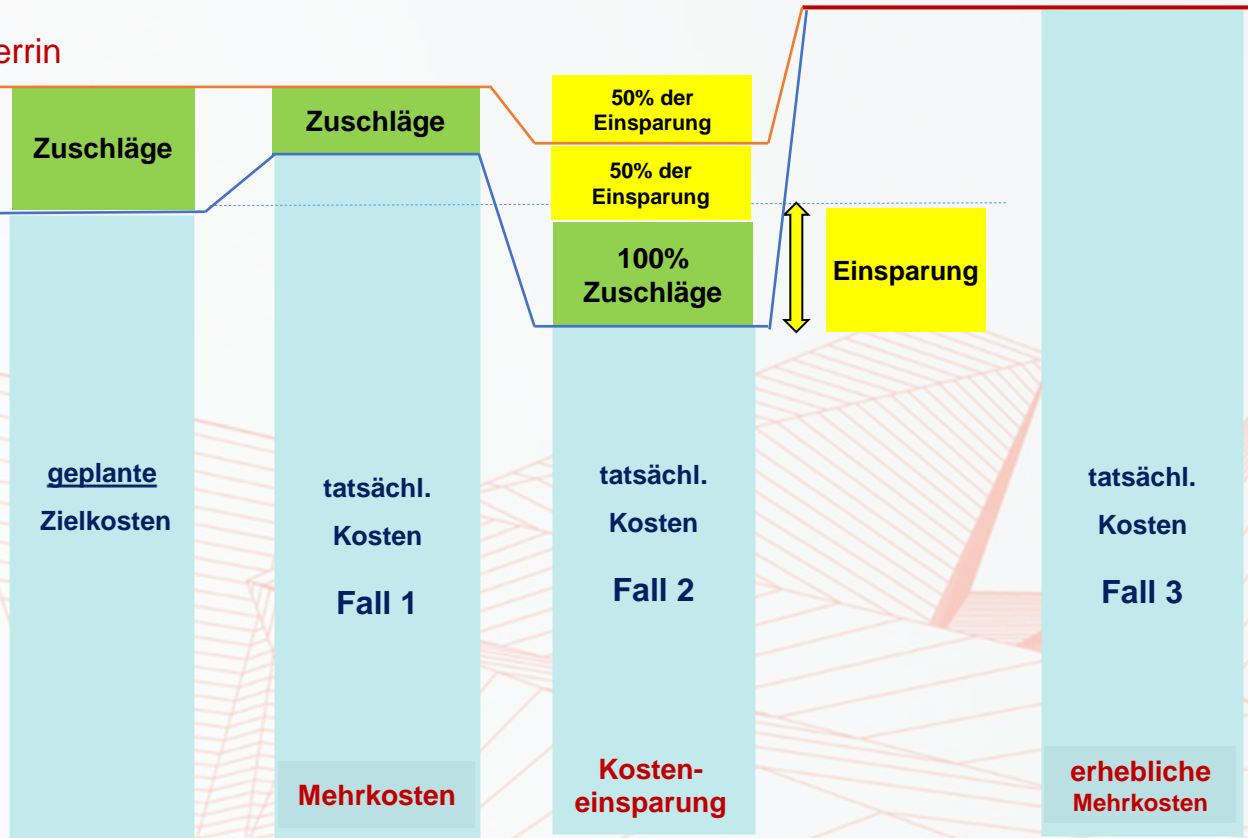 errin
Zuschläge
Zuschläge
50% der
Einsparung
50% der
Einsparung
100%
Zuschläge
Einsparung
geplante
Zielkosten
tatsächl.
Kosten
Fall 1
Mehrkosten
tatsächl.
Kosten
Fall 2
Kosten-
einsparung
tatsächl.
Kosten
Fall 3
erhebliche
Mehrkosten